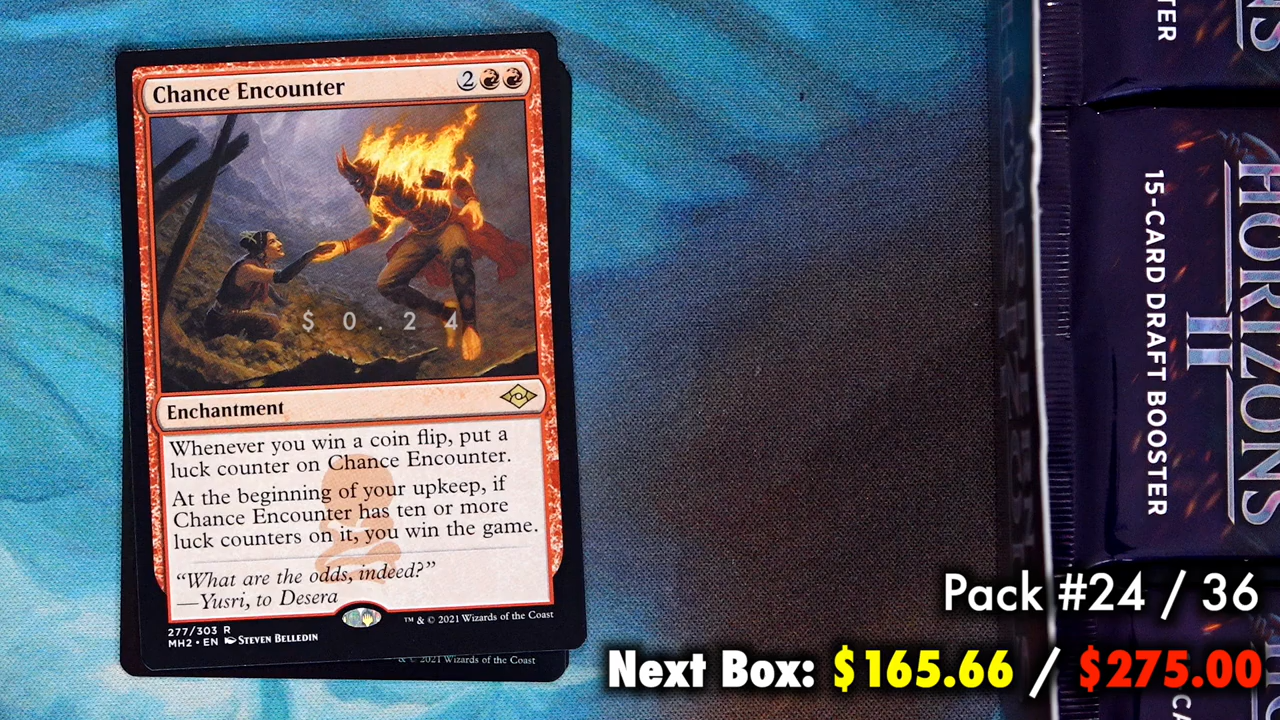 Chance Encounter 2
$ 0 . 2 4
Enchantment
Whenever you win a coin flip, put a
luck counter on Chance Encounter.
At the beginning of your upkeep, if
Chance Encounter has ten or more
luck counters on it, you win the game.
"What are the odds, indeed?"
—Yusri, to Desera
277/303 R
MH2 • EN STEVEN BELLEDIN
™ & © 2021 Wizards of the Coast
& © 2021 Wizards of the Coast
HORIZONS
II
15-CARD DRAFT BOOSTER
Pack #24 / 36
Next Box: $165.66 / $275.00